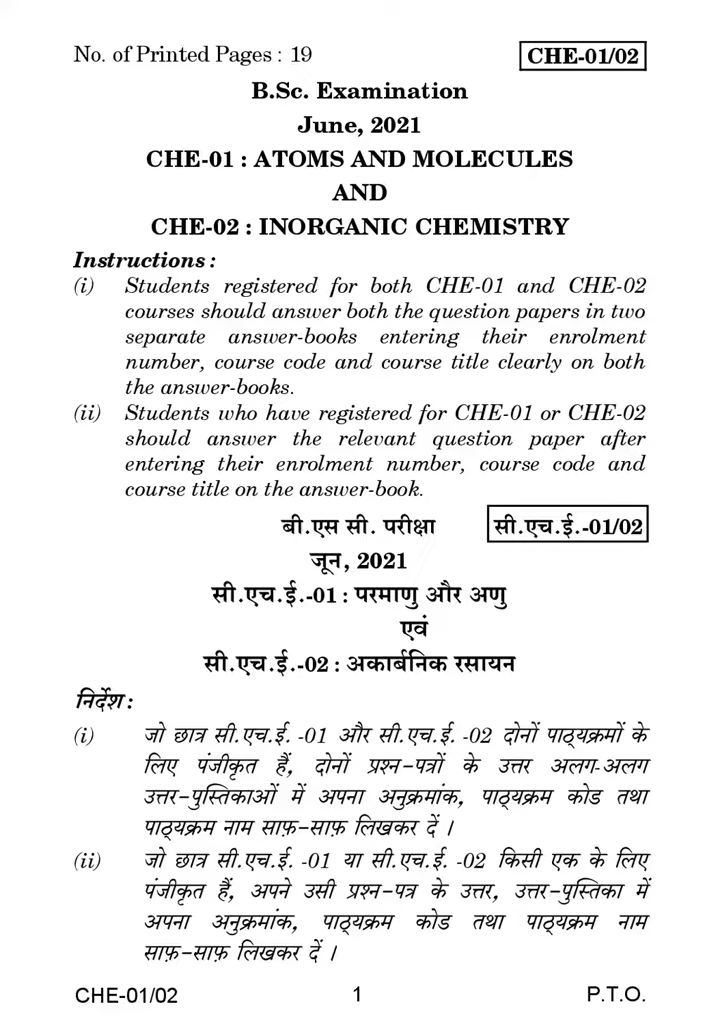 No. of Printed Pages : 19 CHE-01/02
B.Sc. Examination
June, 2021
CHE-01 : ATOMS AND MOLECULES
AND
CHE-02 : INORGANIC CHEMISTRY
Instructions :
(i) Students registered for both CHE-01 and CHE-02
courses should answer both the question papers in two
separate answer-books entering their enrolment
number, course code and course title clearly on both
the answer-books.
(ii) Students who have registered for CHE-01 or CHE-02
should answer the relevant question paper after
entering their enrolment number, course code and
course title on the answer-book.
बी.एस सी. परीक्षा सी.एच.ई.-01/02
जून, 2021
सी.एच.ई.-01 : परमाणु और अणु
एवं
सी.एच.ई.-02 : अकार्बनिक रसायन
निर्देश :
(i) जो छात्र सी.एच.ई. -01 और सी.एच.ई. -02 दोनों पाठ्यक्रमों के
लिए पंजीकृत हैं, दोनों प्रश्न-पत्रों के उत्तर अलग-अलग
उत्तर-पुस्तिकाओं में अपना अनुक्रमांक, पाठ्यक्रम कोड तथा
पाठ्यक्रम नाम साफ़-साफ़ लिखकर दें ।
(ii) जो छात्र सी.एच.ई. -01 या सी.एच.ई. -02 किसी एक के लिए
पंजीकृत हैं, अपने उसी प्रश्न-पत्र के उत्तर, उत्तर-पुस्तिका में
अपना अनुक्रमांक, पाठ्यक्रम कोड तथा पाठ्यक्रम नाम
साफ़-साफ़ लिखकर दें ।
CHE-01/02 1 P.T.O.